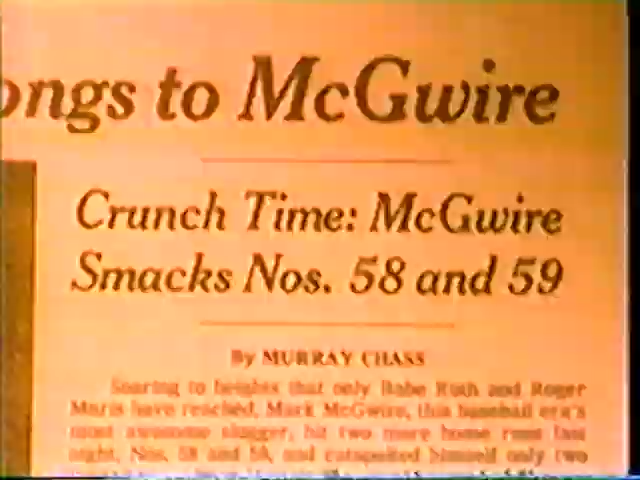 ongs to McGwire
Crunch Time: McGwire
Smacks Nos. 58 and 59
By MURRAY CHASS
Soaring to heights that only Babe Ruth and Roger
Maris have reached, Mark McGwire, this baseball era's
most awesome slugger, hit two more home runs last
night, Nos. 58 and 59, and catapulted himself only two